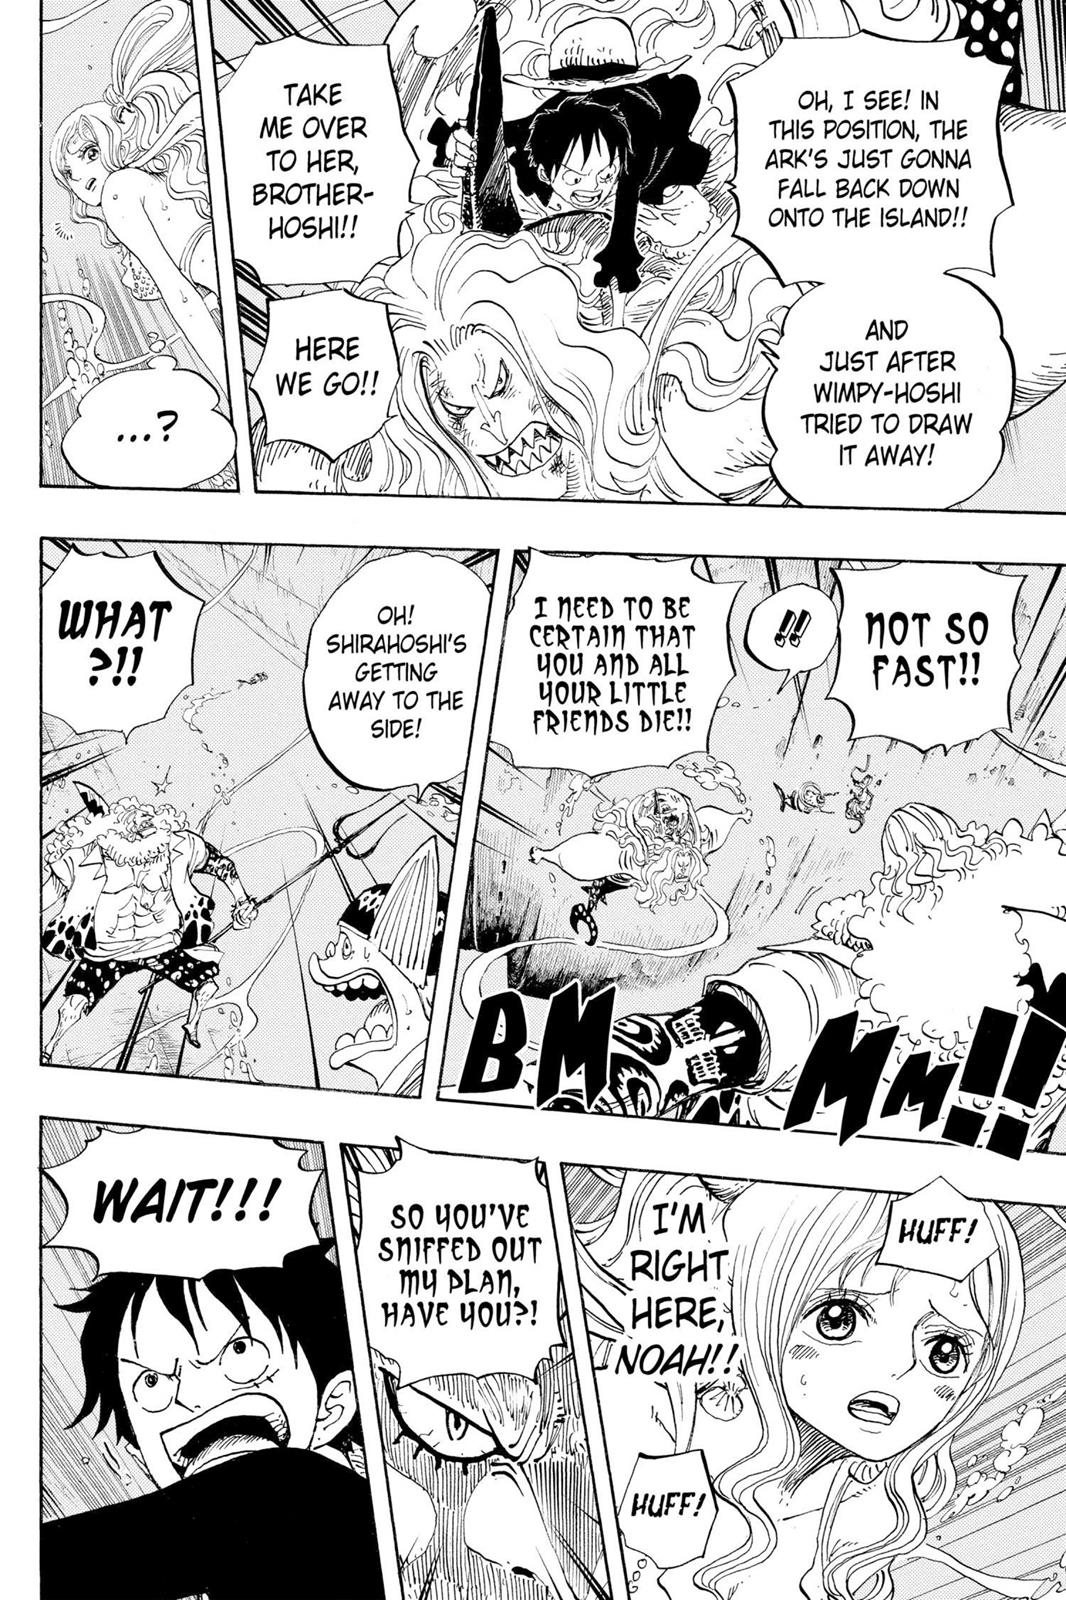 OH, I SEE! IN
THIS POSITION, THE
ARK'S JUST GONNA
FALL BACK DOWN
ONTO THE ISLAND!!
AND
JUST AFTER
WIMPY-HOSHI
TRIED TO DRAW
IT AWAY!
TAKE
ME OVER
TO HER,
BROTHER-
HOSHI!!
HERE
WE GO!!
...?
NOT SO
FAST!!
!!
I NEED TO BE
CERTAIN THAT
YOU AND ALL
YOUR LITTLE
FRIENDS DIE!!
BMMM!!
OH!
SHIRAHOSHI'S
GETTING
AWAY TO THE
SIDE!
WHAT
?!!
HUFF!
I'M
RIGHT
HERE,
NOAH!!
HUFF!
SO YOU'VE
SNIFFED OUT
MY PLAN,
HAVE YOU?!
WAIT!!!